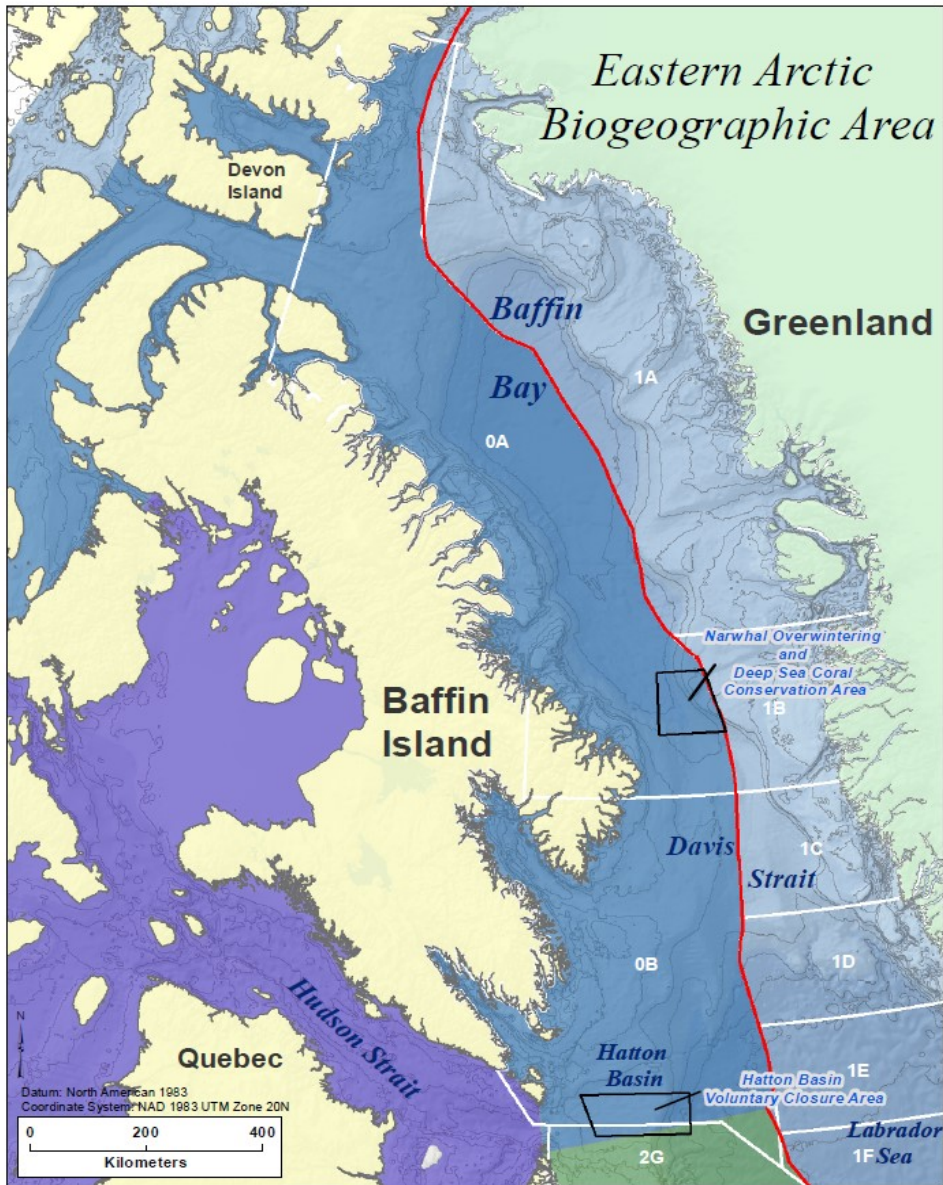 Eastern Arctic
Biogeographic Area
Devon
Island
Baffin
Greenland
1A
Bay
0A
Narwhal Overwintering
and
Deep Sea Coral
Conservation Area
1B
Baffin
Island
Davis
1C
Strait
0B
1D
Hudson Strait
Hatton
Basin
Quebec
1E
Hatton Basin
Voluntary Closure Area
N
Datum: North American 1983
Coordinate System: NAD 1983 UTM Zone 20N
0 200 400
Kilometers
Labrador
Sea
1F
2G